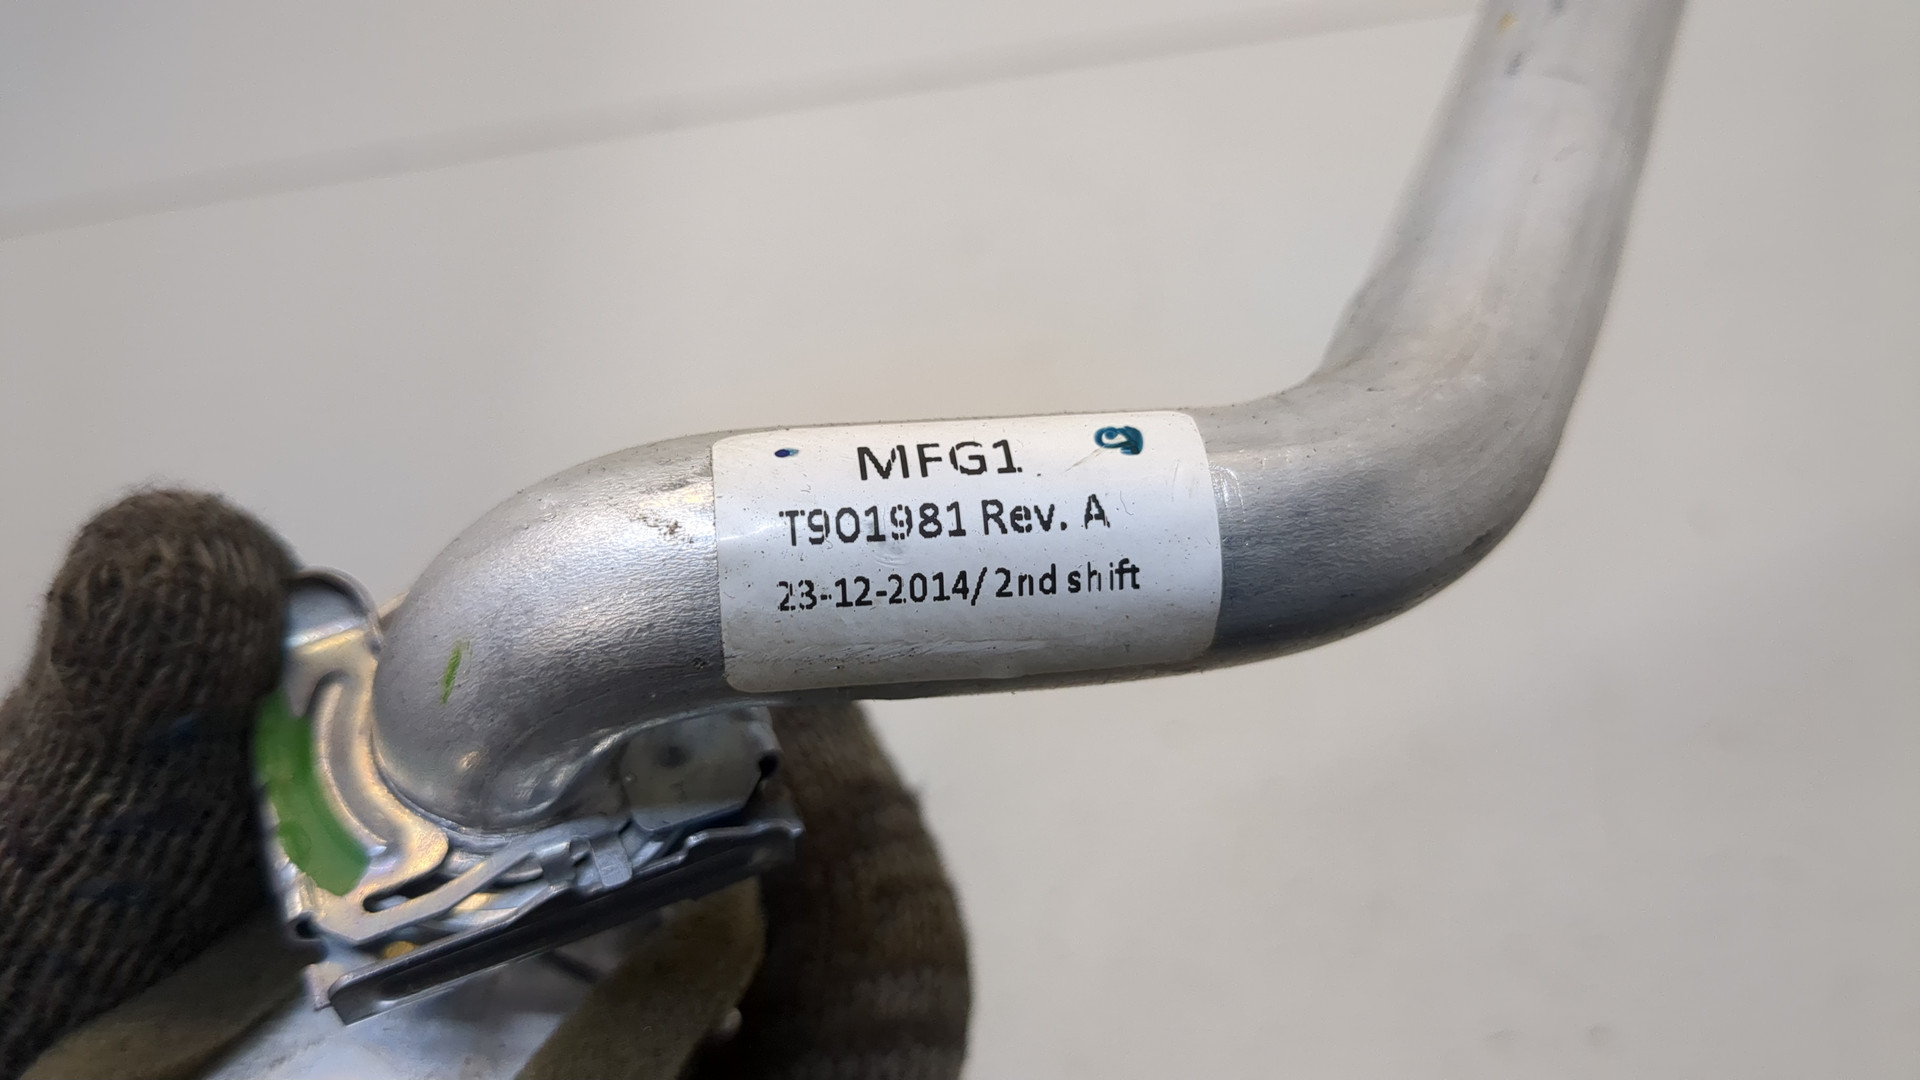 MFG1
T901981 Rev. A
23-12-2014/ 2nd shift